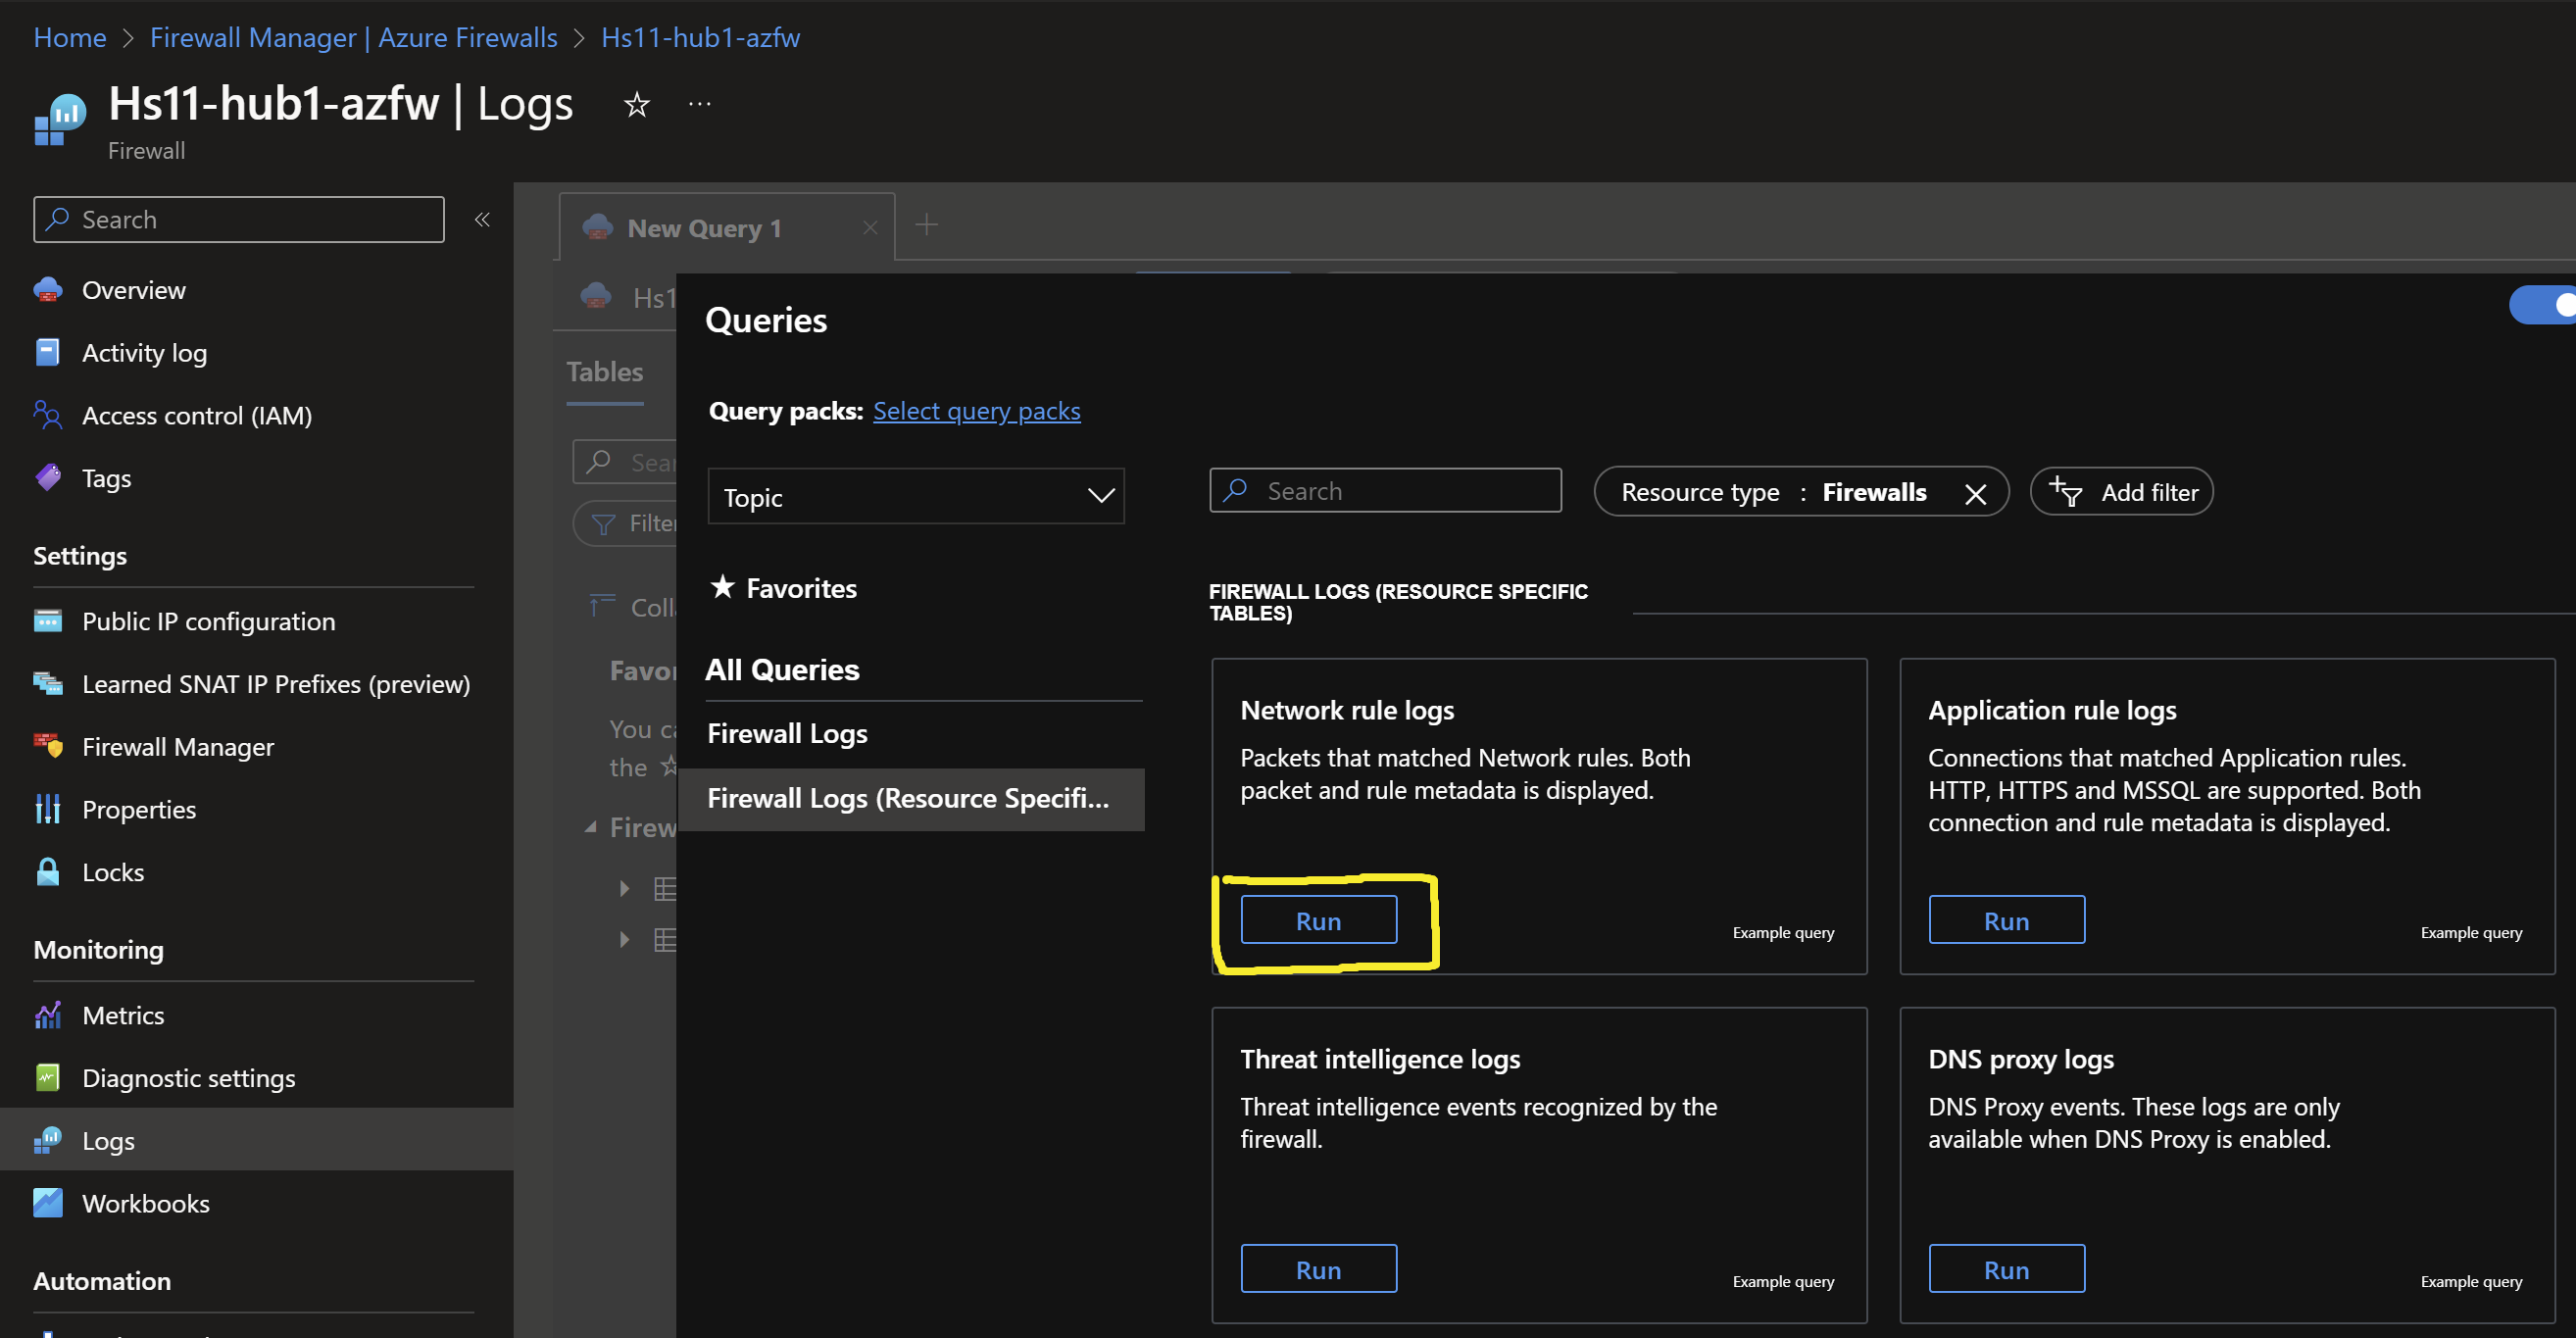 Home > Firewall Manager | Azure Firewalls > Hs11-hub1-azfw
Hs11-hub1-azfw | Logs
Firewall
Search
Overview
Activity log
Access control (IAM)
Tags
Settings
Public IP configuration
Learned SNAT IP Prefixes (preview)
Firewall Manager
Properties
Locks
Monitoring
Metrics
Diagnostic settings
Logs
Workbooks
Automation
New Query 1
Hs1
Tables
Sear
Filte
Coll
Favo
You ca
the
Firew
Queries
Query packs: Select query packs
Topic
Favorites
All Queries
Firewall Logs
Firewall Logs (Resource Specifi...
Search
Resource type : Firewalls
Add filter
FIREWALL LOGS (RESOURCE SPECIFIC
TABLES)
Network rule logs
Packets that matched Network rules. Both
packet and rule metadata is displayed.
Run
Example query
Application rule logs
Connections that matched Application rules.
HTTP, HTTPS and MSSQL are supported. Both
connection and rule metadata is displayed.
Run
Example query
Threat intelligence logs
Threat intelligence events recognized by the
firewall.
Run
Example query
DNS proxy logs
DNS Proxy events. These logs are only
available when DNS Proxy is enabled.
Run
Example query